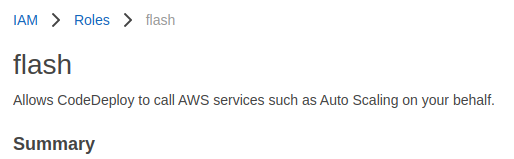 IAM > Roles > flash
flash
Allows CodeDeploy to call AWS services such as Auto Scaling on your behalf.
Summary